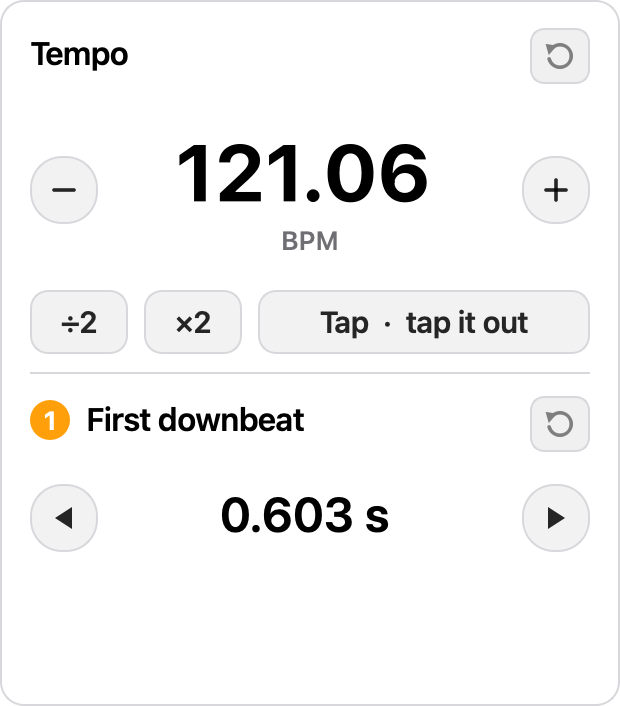 Tempo
− 121.06 +
BPM
÷2 ×2 Tap · tap it out
1 First downbeat
0.603 s